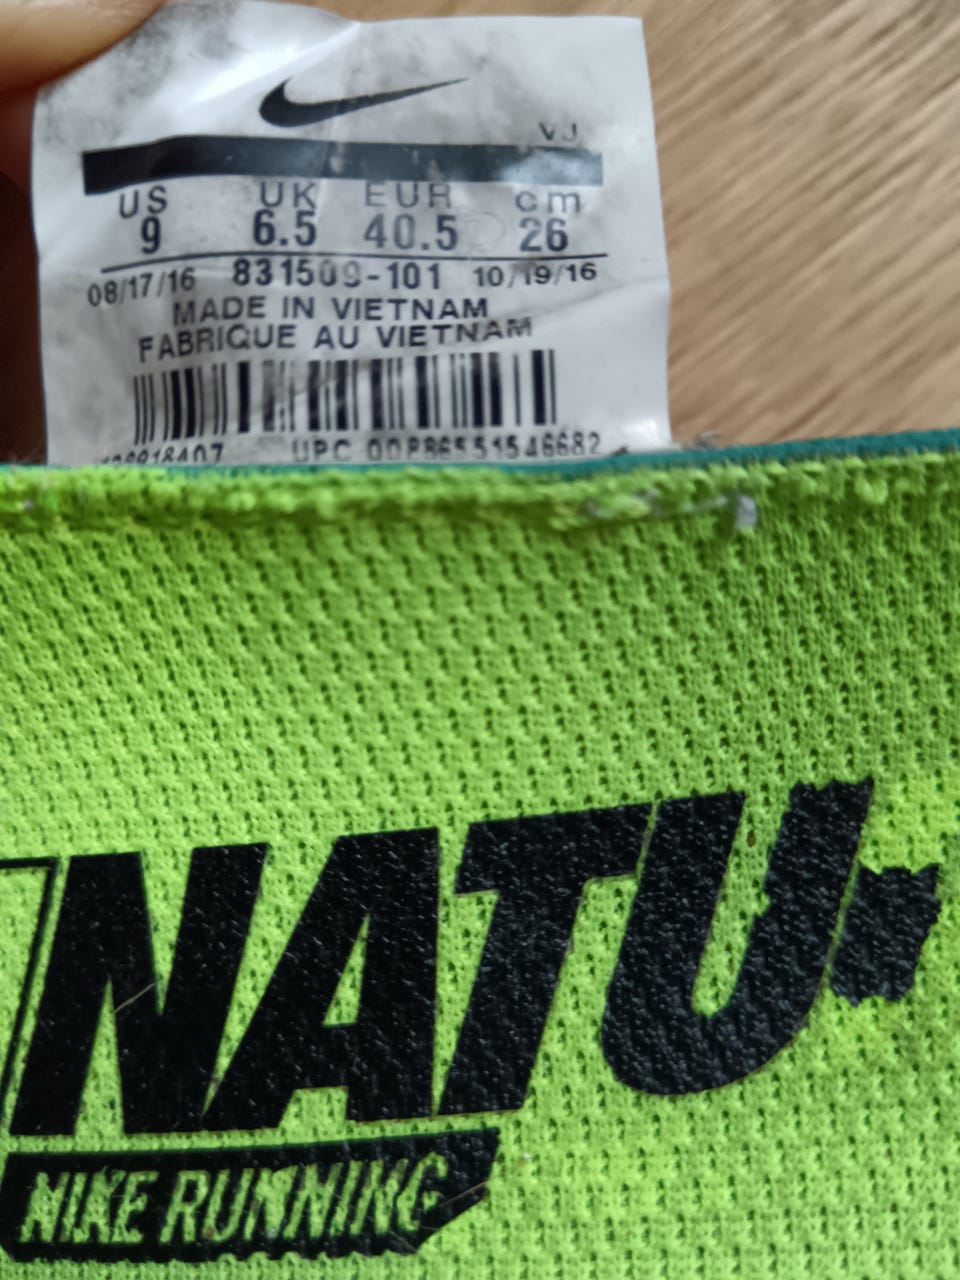 VJ
US UK EUR cm
9 6.5 40.5 26
08/17/16 831509-101 10/19/16
MADE IN VIETNAM
FABRIQUE AU VIETNAM
UPC 00886551546682
NATU
NIKE RUNNING